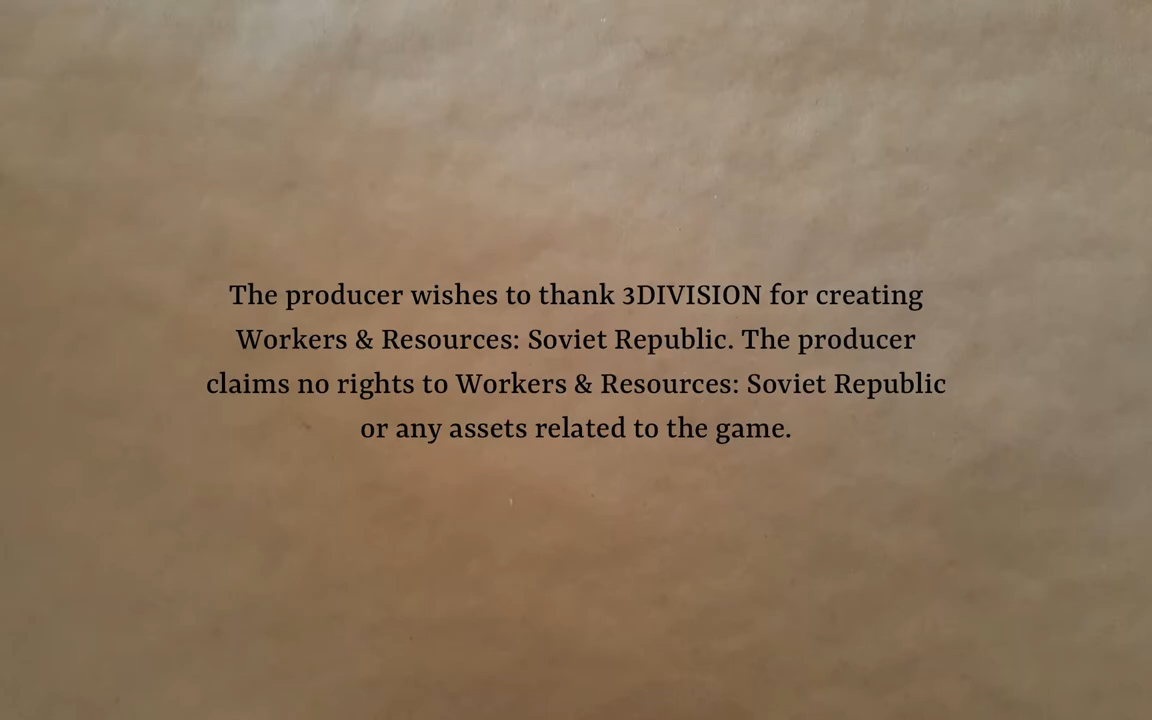 The producer wishes to thank 3DIVISION for creating
Workers & Resources: Soviet Republic. The producer
claims no rights to Workers & Resources: Soviet Republic
or any assets related to the game.